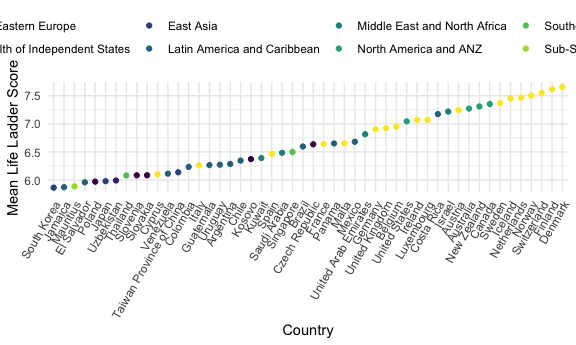 Eastern Europe
East Asia
Middle East and North Africa
South
lth of Independent States
Latin America and Caribbean
North America and ANZ
Sub-S
Mean Life Ladder Score
7.5
7.0
6.5
6.0
South Korea
Jamaica
Mauritius
El Salvador
Poland
Japan
Uzbekistan
Thailand
Slovenia
Slovakia
Cyprus
Venezuela
Taiwan Province of China
Colombia
Italy
Guatemala
Uruguay
Argentina
Chile
Kosovo
Kuwait
Spain
Saudi Arabia
Singapore
Brazil
Czech Republic
France
Panama
Malta
Mexico
United Arab Emirates
Germany
United Kingdom
Belgium
United States
Ireland
Luxembourg
Costa Rica
Israel
Austria
Australia
New Zealand
Canada
Sweden
Iceland
Netherlands
Norway
Switzerland
Finland
Denmark
Country